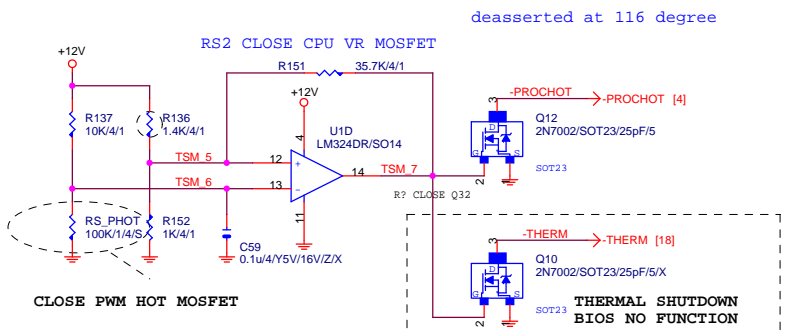 deasserted at 116 degree
RS2 CLOSE CPU VR MOSFET
+12V
R151
35.7K/4/1
+12V
-PROCHOT
-PROCHOT [4]
3
R137
10K/4/1
R136
1.4K/4/1
4
U1D
LM324DR/SO14
Q12
2N7002/SOT23/25pF/5
D
G
S
SOT23
TSM_5
12
+
TSM_6
13
-
14
TSM_7
2
1
R? CLOSE Q32
11
RS_PHOT
100K/1/4/S
R152
1K/4/1
C59
0.1u/4/Y5V/16V/Z/X
-THERM
-THERM [18]
3
Q10
2N7002/SOT23/25pF/5/X
D
G
S
SOT23
2
1
CLOSE PWM HOT MOSFET
THERMAL SHUTDOWN
BIOS NO FUNCTION